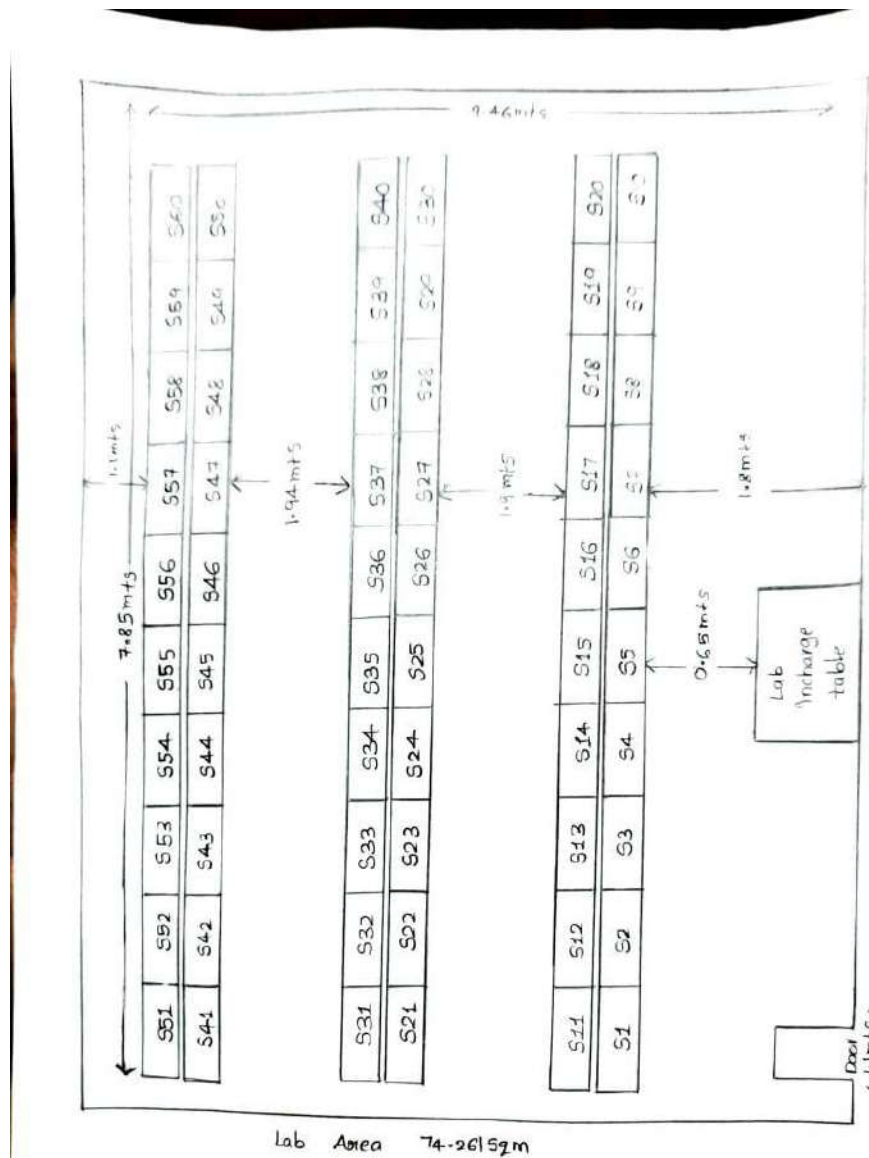 9.46mts
S60 S50 S40 S30 S20 S10
S59 S49 S39 S29 S19 S9
S58 S48 S38 S28 S18 S8
1.1mts S57 S47 1.94mts S37 S27 1.9mts S17 S7 1.8mts
7.85mts S56 S46 S36 S26 S16 S6
S55 S45 S35 S25 S15 S5 0.65mts
Lab
Incharge
table
S54 S44 S34 S24 S14 S4
S53 S43 S33 S23 S13 S3
S52 S42 S32 S22 S12 S2
S51 S41 S31 S21 S11 S1
Door
Lab Area 74.261 sqm